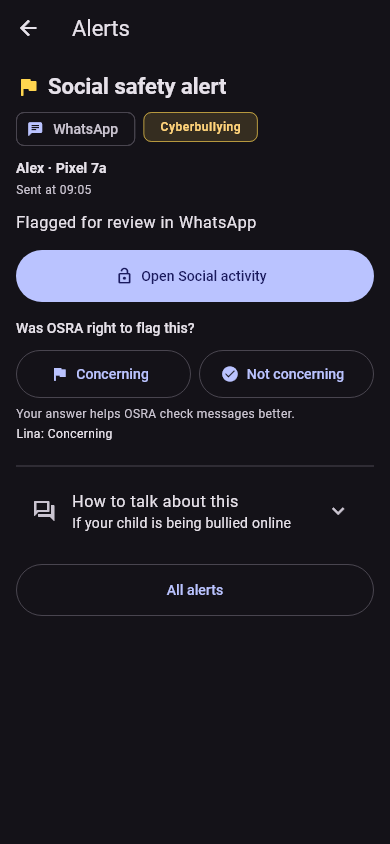 Alerts
Social safety alert
WhatsApp
Cyberbullying
Alex · Pixel 7a
Sent at 09:05
Flagged for review in WhatsApp
Open Social activity
Was OSRA right to flag this?
Concerning
Not concerning
Your answer helps OSRA check messages better.
Lina: Concerning
How to talk about this
If your child is being bullied online
All alerts